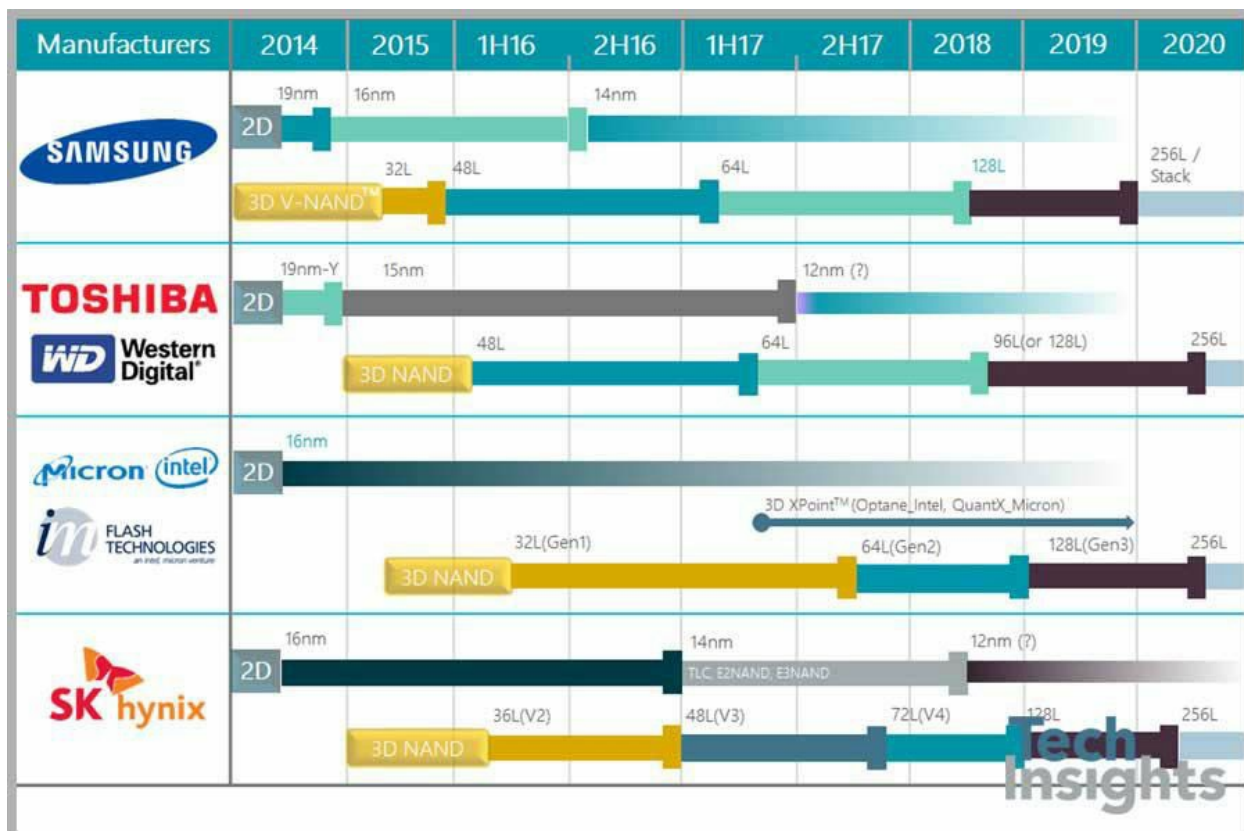 Manufacturers 2014 2015 1H16 2H16 1H17 2H17 2018 2019 2020
SAMSUNG
19nm 16nm 14nm
2D
32L 48L 64L 128L 256L /
Stack
3D V-NAND™
TOSHIBA
WD Western
Digital®
19nm-Y 15nm 12nm (?)
2D
48L 64L 96L(or 128L) 256L
3D NAND
Micron intel
im FLASH
TECHNOLOGIES
an intel, micron venture
16nm
2D
3D XPoint™ (Optane_Intel, QuantX_Micron)
32L(Gen1) 64L(Gen2) 128L(Gen3) 256L
3D NAND
SK hynix
16nm 14nm 12nm (?)
2D
TLC, E2NAND, E3NAND
36L(V2) 48L(V3) 72L(V4) 128L 256L
3D NAND
Tech
Insights